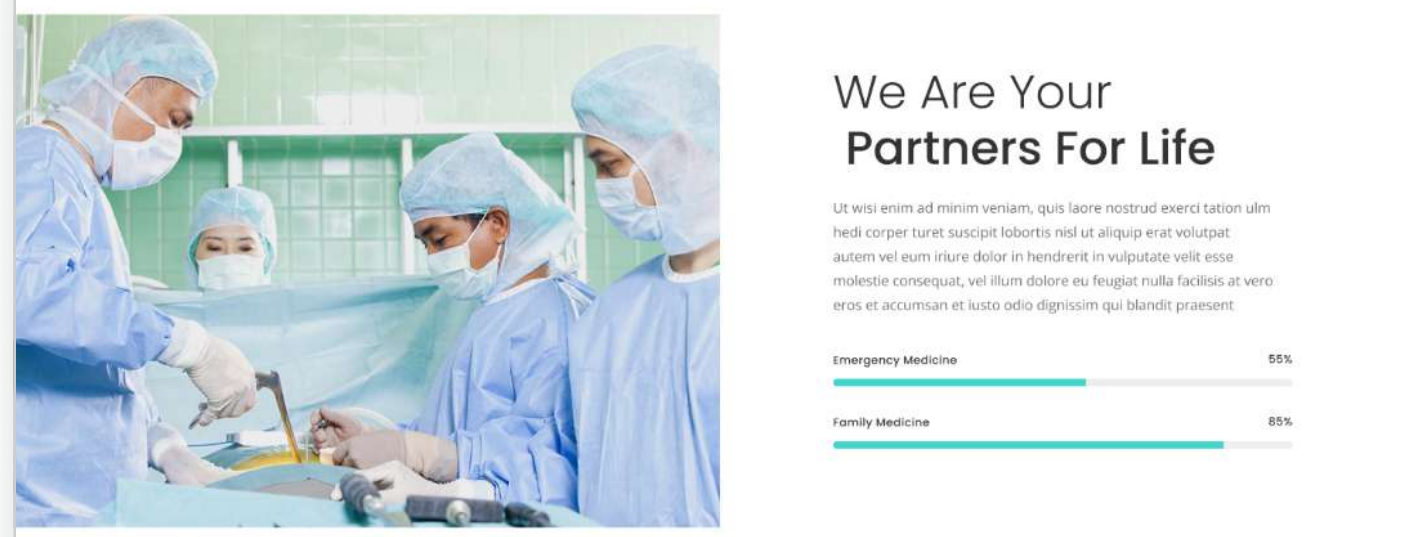 We Are Your
Partners For Life
Ut wisi enim ad minim veniam, quis laore nostrud exerci tation ulm
hedi corper turet suscipit lobortis nisl ut aliquip erat volutpat
autem vel eum iriure dolor in hendrerit in vulputate velit esse
molestie consequat, vel illum dolore eu feugiat nulla facilisis at vero
eros et accumsan et iusto odio dignissim qui blandit praesent
Emergency Medicine 55%
Family Medicine 85%